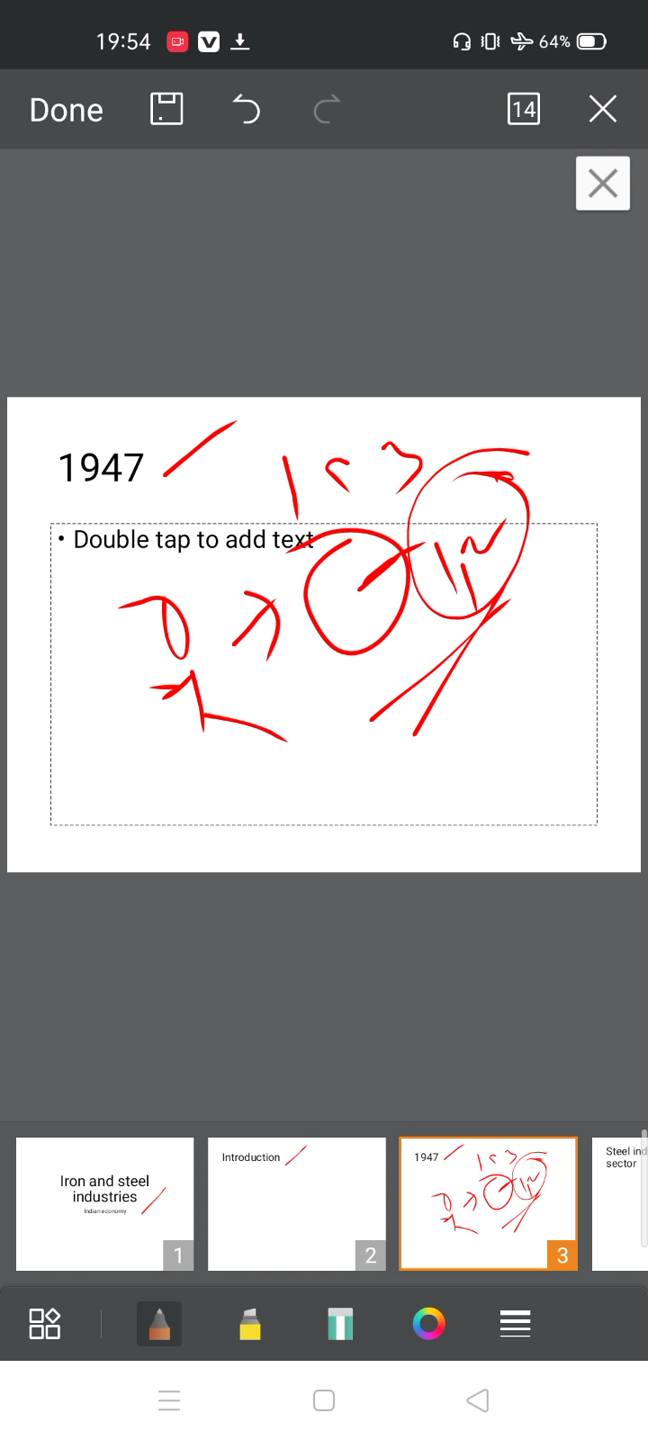 19:54
64%
Done
14
1947
• Double tap to add text
Iron and steel
industries
Indian economy
1
Introduction
2
1947
3
Steel ind
sector